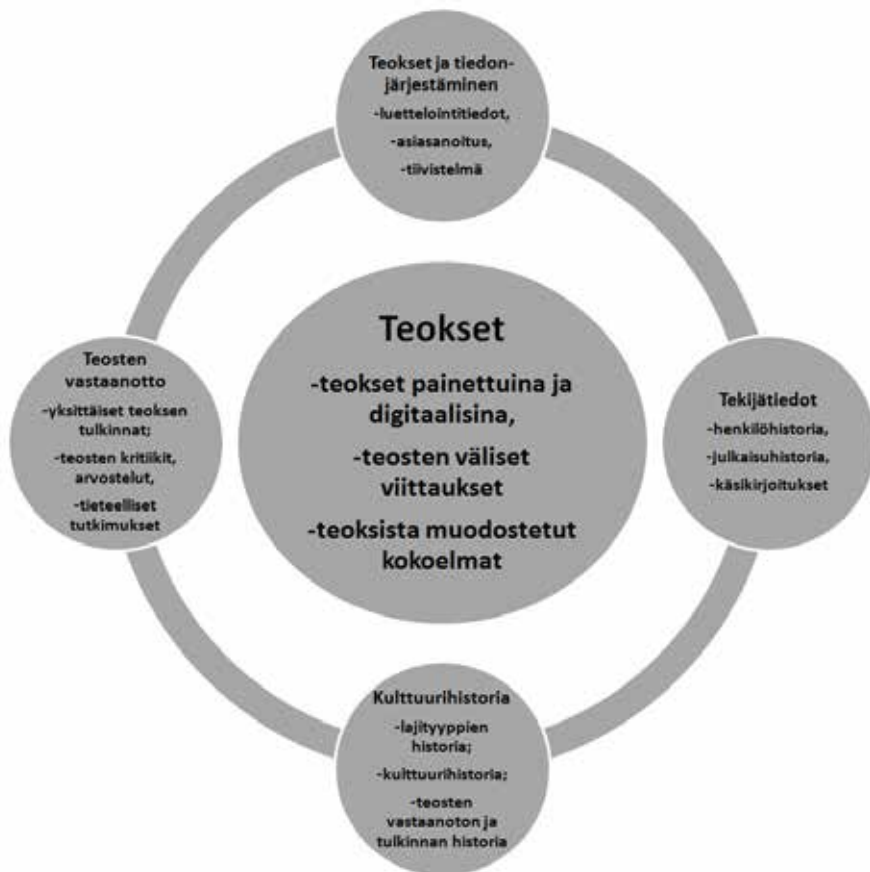 Teokset ja tiedon-
järjestäminen
-luettelointitiedot,
-asiasanoitus,
-tiivistelmä
Teokset
-teokset painettuina ja
digitaalisina,
-teosten väliset
viittaukset
-teoksista muodostetut
kokoelmat
Teosten
vastaanotto
-yksittäiset teoksen
tulkinnat;
-teosten kritiikit,
arvostelut,
-tieteelliset
tutkimukset
Tekijätiedot
-henkilöhistoria,
-julkaisuhistoria,
-käsikirjoitukset
Kulttuurihistoria
-lajityyppien
historia;
-kulttuurihistoria;
-teosten
vastaanoton ja
tulkinnan historia